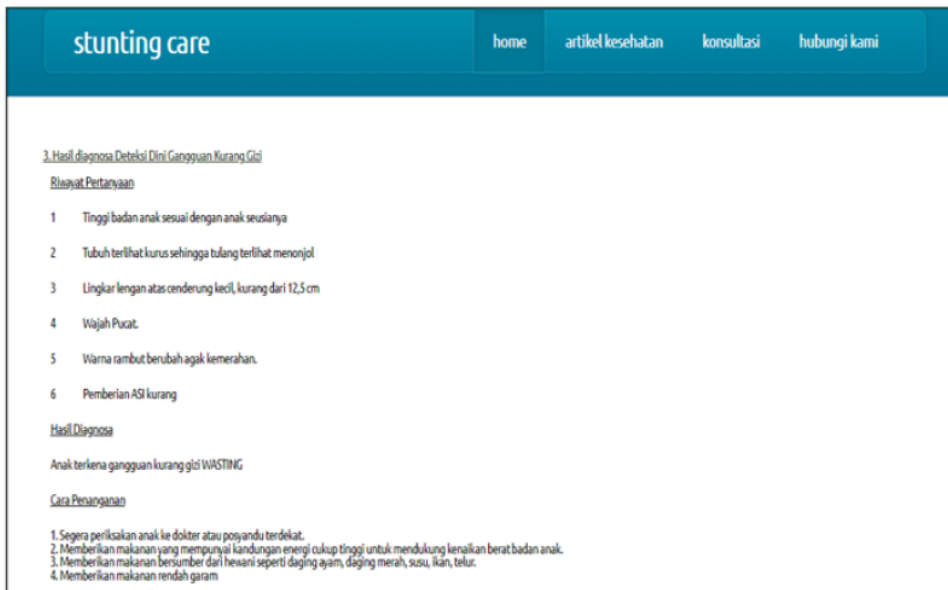 stunting care
home artikel kesehatan konsultasi hubungi kami
3. Hasil diagnosa Deteksi Dini Gangguan Kurang Gizi
Riwayat Pertanyaan
1 Tinggi badan anak sesuai dengan anak seusianya
2 Tubuh terlihat kurus sehingga tulang terlihat menonjol
3 Lingkar lengan atas cenderung kecil, kurang dari 12,5 cm
4 Wajah Pucat.
5 Warna rambut berubah agak kemerahan.
6 Pemberian ASI kurang
Hasil Diagnosa
Anak terkena gangguan kurang gizi WASTING
Cara Penanganan
1. Segera periksakan anak ke dokter atau posyandu terdekat.
2. Memberikan makanan yang mempunyai kandungan energi cukup tinggi untuk mendukung kenaikan berat badan anak.
3. Memberikan makanan bersumber dari hewani seperti daging ayam, daging merah, susu, ikan, telur.
4. Memberikan makanan rendah garam